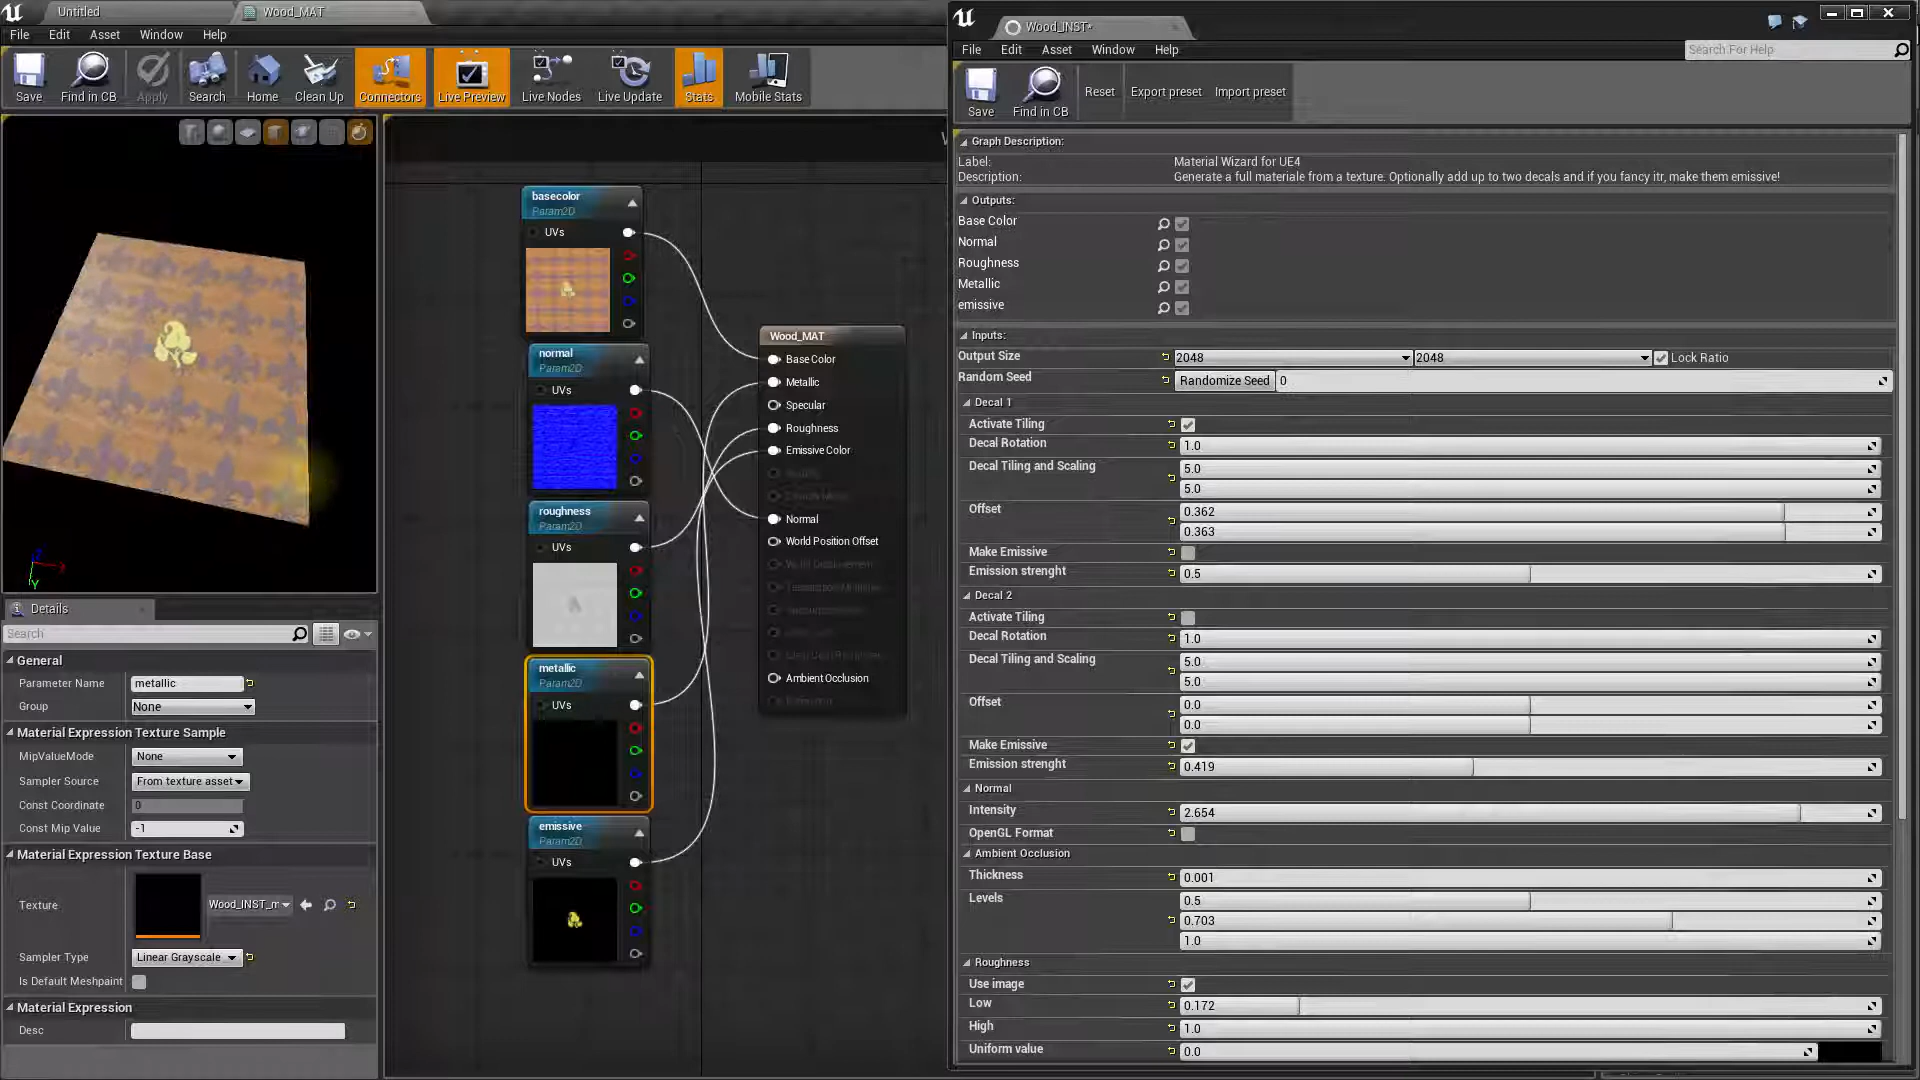 Untitled
Wood_MAT
File Edit Asset Window Help
Save
Find in CB
Apply
Search
Home
Clean Up
Connectors
Live Preview
Live Nodes
Live Update
Stats
Mobile Stats
basecolor
Param2D
UVs
normal
Param2D
UVs
roughness
Param2D
UVs
metallic
Param2D
UVs
emissive
Param2D
UVs
Wood_MAT
Base Color
Metallic
Specular
Roughness
Emissive Color
Normal
World Position Offset
Ambient Occlusion
Details
Search
General
Parameter Name metallic
Group None
Material Expression Texture Sample
MipValueMode None
Sampler Source From texture asset
Const Coordinate 0
Const Mip Value -1
Material Expression Texture Base
Texture Wood_INST_m
Sampler Type Linear Grayscale
Is Default Meshpaint
Material Expression
Desc
Wood_INST*
File Edit Asset Window Help
Search For Help
Save
Find in CB
Reset
Export preset
Import preset
Graph Description:
Label: Material Wizard for UE4
Description: Generate a full materiale from a texture. Optionally add up to two decals and if you fancy itr, make them emissive!
Outputs:
Base Color
Normal
Roughness
Metallic
emissive
Inputs:
Output Size 2048 2048 Lock Ratio
Random Seed Randomize Seed 0
Decal 1
Activate Tiling
Decal Rotation 1.0
Decal Tiling and Scaling 5.0
5.0
Offset 0.362
0.363
Make Emissive
Emission strenght 0.5
Decal 2
Activate Tiling
Decal Rotation 1.0
Decal Tiling and Scaling 5.0
5.0
Offset 0.0
0.0
Make Emissive
Emission strenght 0.419
Normal
Intensity 2.654
OpenGL Format
Ambient Occlusion
Thickness 0.001
Levels 0.5
0.703
1.0
Roughness
Use image
Low 0.172
High 1.0
Uniform value 0.0